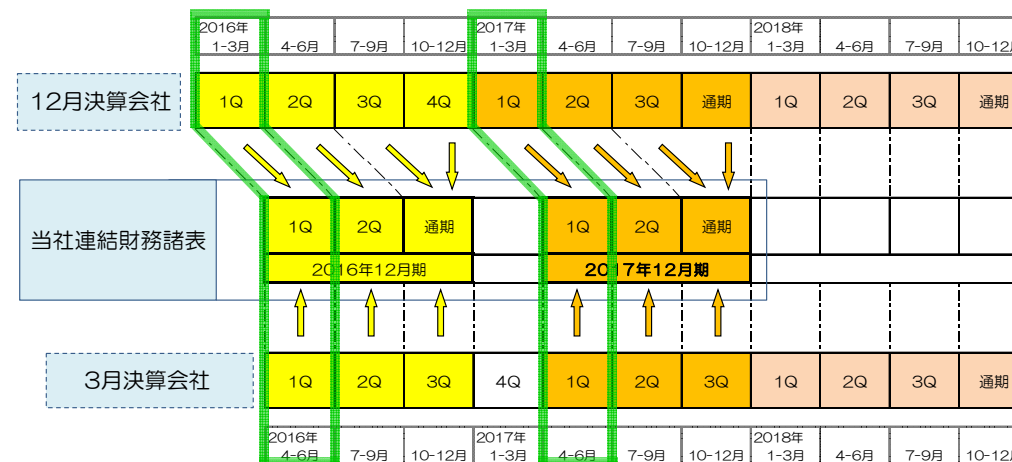 2016年 2017年 2018年
1-3月 4-6月 7-9月 10-12月 1-3月 4-6月 7-9月 10-12月 1-3月 4-6月 7-9月 10-12月
12月決算会社 1Q 2Q 3Q 4Q 1Q 2Q 3Q 通期 1Q 2Q 3Q 通期
当社連結財務諸表 1Q 2Q 通期 1Q 2Q 通期
2016年12月期 2017年12月期
3月決算会社 1Q 2Q 3Q 4Q 1Q 2Q 3Q 1Q 2Q 3Q 通期
2016年 2017年 2018年
4-6月 7-9月 10-12月 1-3月 4-6月 7-9月 10-12月 1-3月 4-6月 7-9月 10-12月